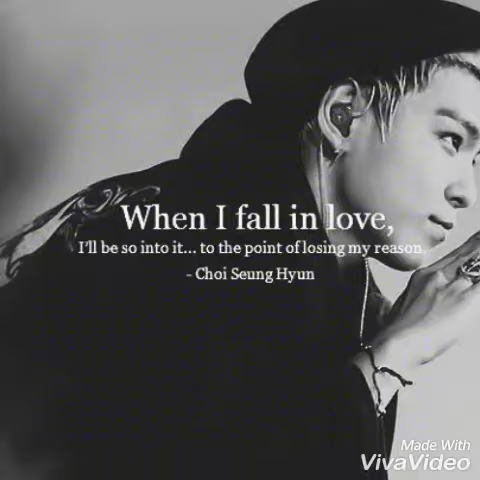 When I fall in love,
I'll be so into it... to the point of losing my reason.
- Choi Seung Hyun
Made With
VivaVideo